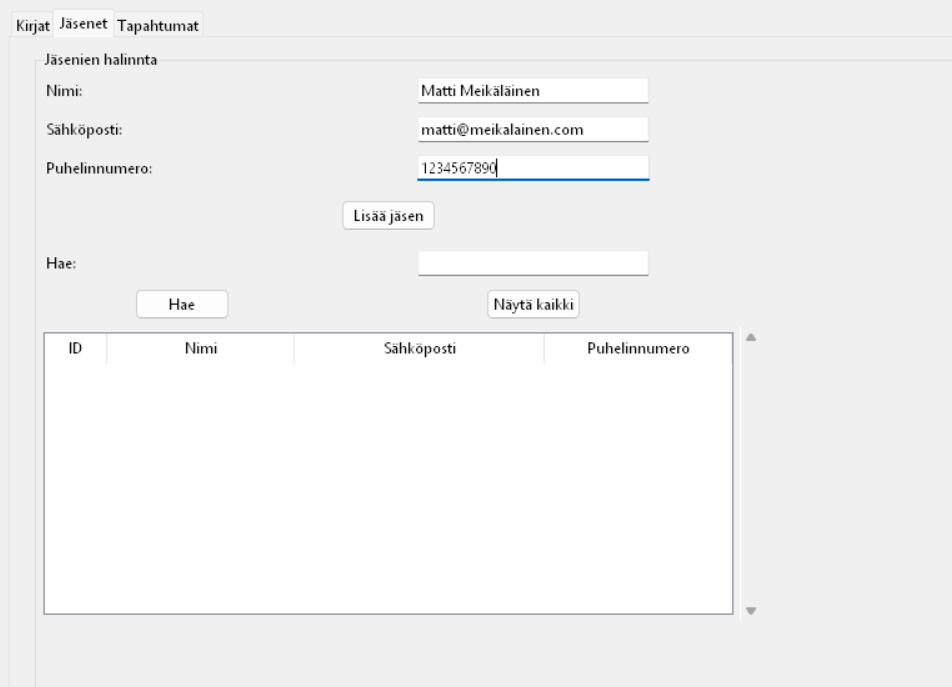 Kirjat Jäsenet Tapahtumat
Jäsenien halinnta
Nimi: Matti Meikäläinen
Sähköposti: matti@meikalainen.com
Puhelinnumero: 1234567890
Lisää jäsen
Hae:
Hae Näytä kaikki
ID Nimi Sähköposti Puhelinnumero